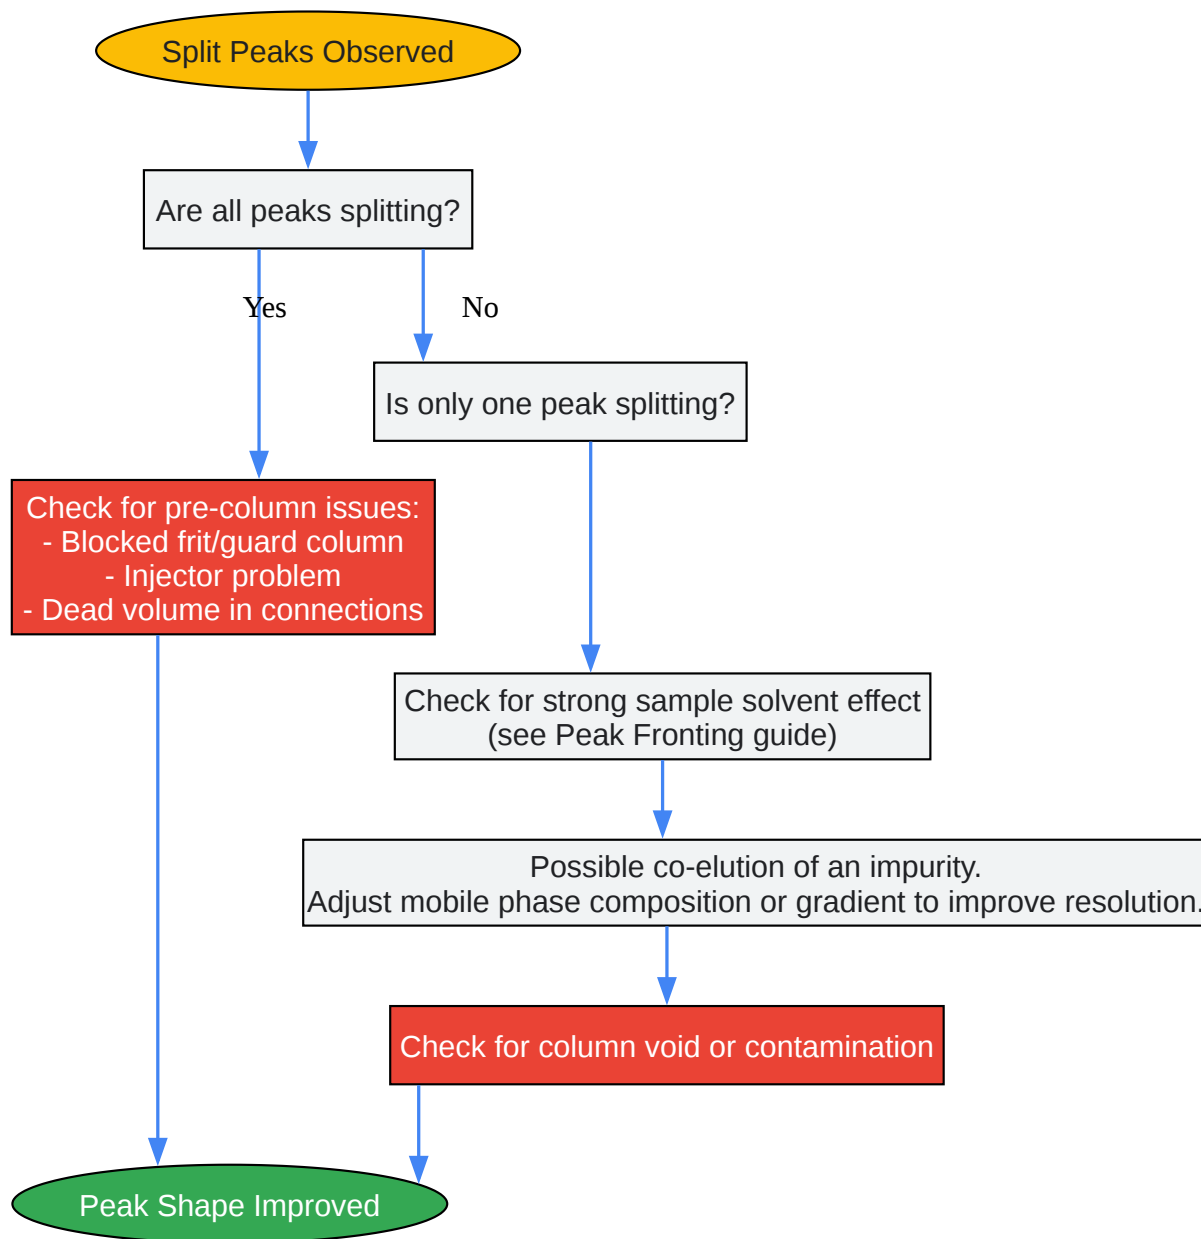 Split Peaks Observed
Are all peaks splitting?
Yes
No
Is only one peak splitting?
Check for pre-column issues:
- Blocked frit/guard column
- Injector problem
- Dead volume in connections
Check for strong sample solvent effect
(see Peak Fronting guide)
Possible co-elution of an impurity.
Adjust mobile phase composition or gradient to improve resolution.
Check for column void or contamination
Peak Shape Improved